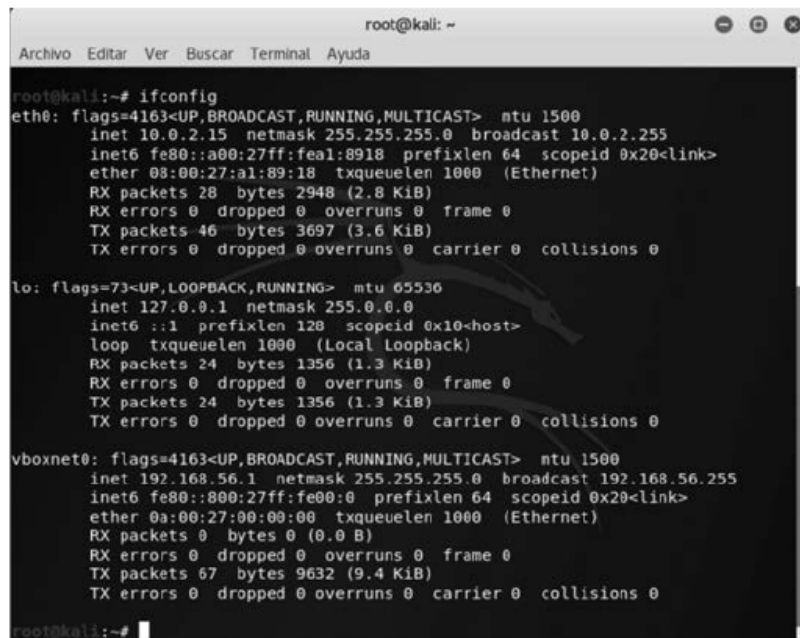 root@kali: ~
Archivo Editar Ver Buscar Terminal Ayuda
root@kali:~# ifconfig
eth0: flags=4163<UP,BROADCAST,RUNNING,MULTICAST> mtu 1500
inet 10.0.2.15 netmask 255.255.255.0 broadcast 10.0.2.255
inet6 fe80::a00:27ff:fea1:8918 prefixlen 64 scopeid 0x20<link>
ether 08:00:27:a1:89:18 txqueuelen 1000 (Ethernet)
RX packets 28 bytes 2948 (2.8 KiB)
RX errors 0 dropped 0 overruns 0 frame 0
TX packets 46 bytes 3697 (3.6 KiB)
TX errors 0 dropped 0 overruns 0 carrier 0 collisions 0
lo: flags=73<UP,LOOPBACK,RUNNING> mtu 65536
inet 127.0.0.1 netmask 255.0.0.0
inet6 ::1 prefixlen 128 scopeid 0x10<host>
loop txqueuelen 1000 (Local Loopback)
RX packets 24 bytes 1356 (1.3 KiB)
RX errors 0 dropped 0 overruns 0 frame 0
TX packets 24 bytes 1356 (1.3 KiB)
TX errors 0 dropped 0 overruns 0 carrier 0 collisions 0
vboxnet0: flags=4163<UP,BROADCAST,RUNNING,MULTICAST> mtu 1500
inet 192.168.56.1 netmask 255.255.255.0 broadcast 192.168.56.255
inet6 fe80::800:27ff:fe00:0 prefixlen 64 scopeid 0x20<link>
ether 0a:00:27:00:00:00 txqueuelen 1000 (Ethernet)
RX packets 0 bytes 0 (0.0 B)
RX errors 0 dropped 0 overruns 0 frame 0
TX packets 67 bytes 9632 (9.4 KiB)
TX errors 0 dropped 0 overruns 0 carrier 0 collisions 0
root@kali:~#